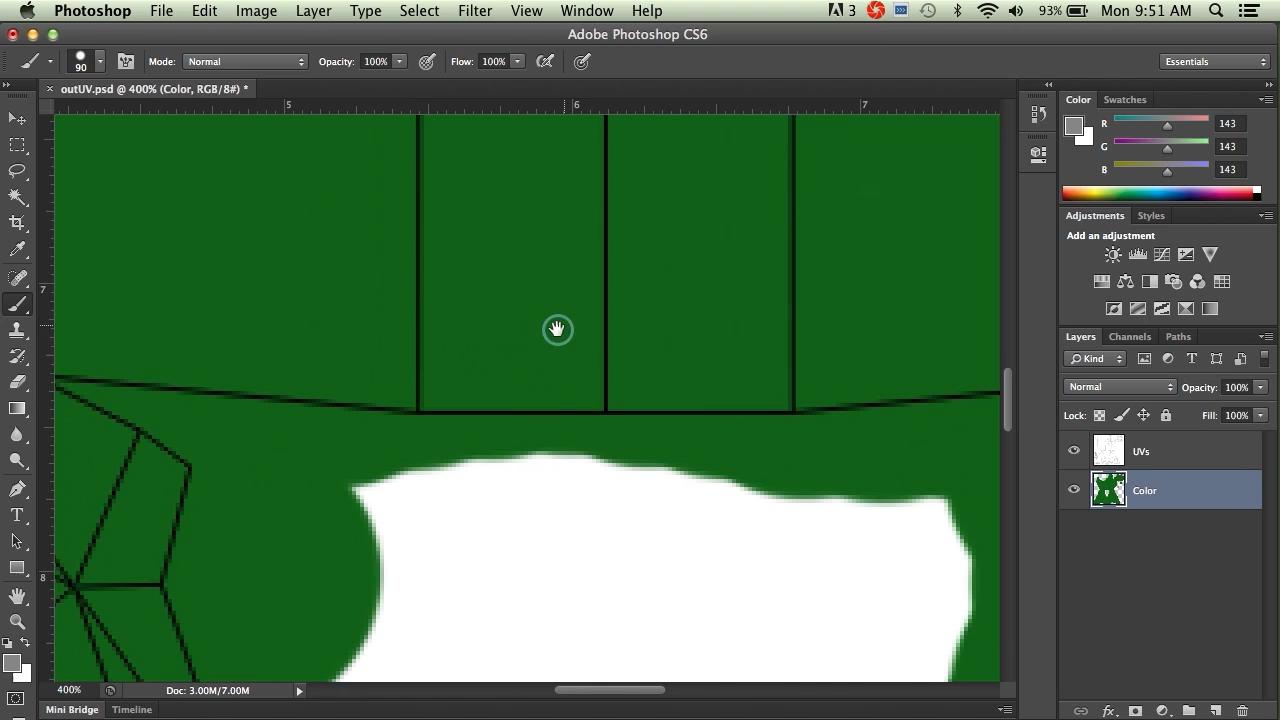 Photoshop File Edit Image Layer Type Select Filter View Window Help 3 93% Mon 9:51 AM
Adobe Photoshop CS6
90 Mode: Normal Opacity: 100% Flow: 100% Essentials
× outUV.psd @ 400% (Color, RGB/8#) *
5 6 7
Color Swatches
R 143
G 143
B 143
Adjustments Styles
Add an adjustment
7
Layers Channels Paths
Kind
Normal Opacity: 100%
Lock: Fill: 100%
UVs
Color
8
400% Doc: 3.00M/7.00M
Mini Bridge Timeline